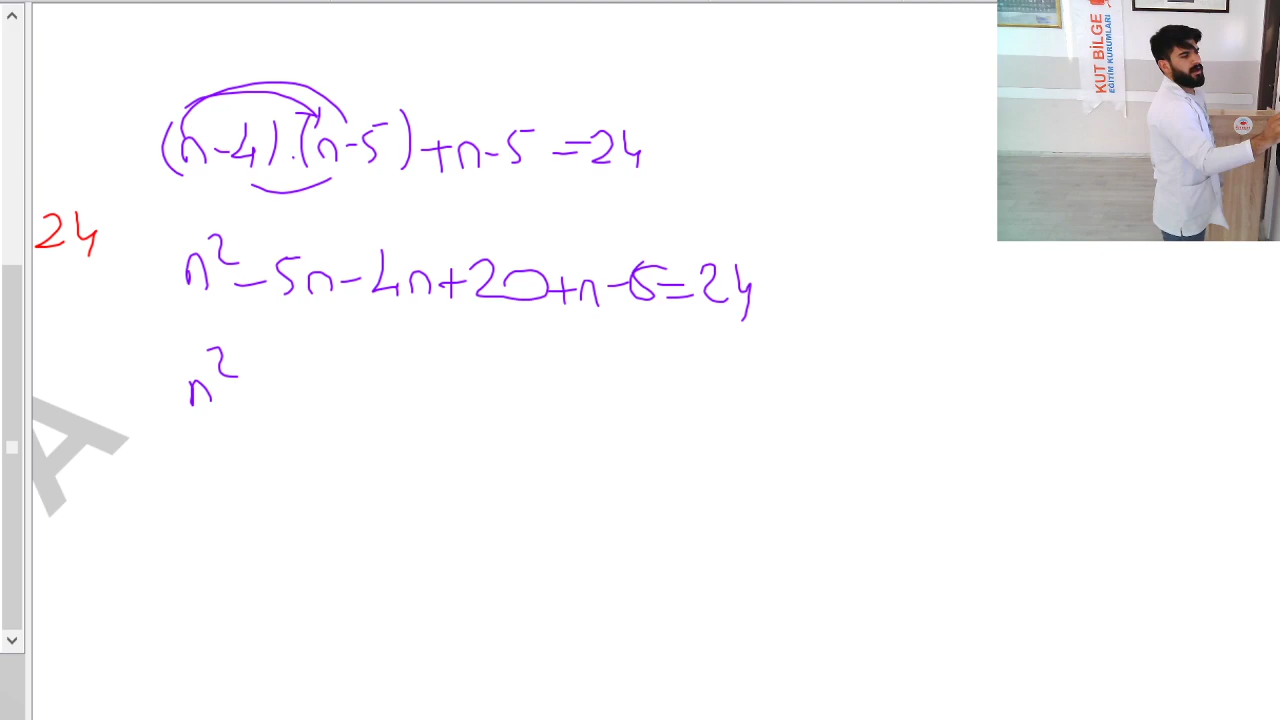 KUT BİLGE
EĞİTİM KURUMLARI
(n-4).(n-5)+n-5=24
24
n²-5n-4n+20+n-5=24
n²
A